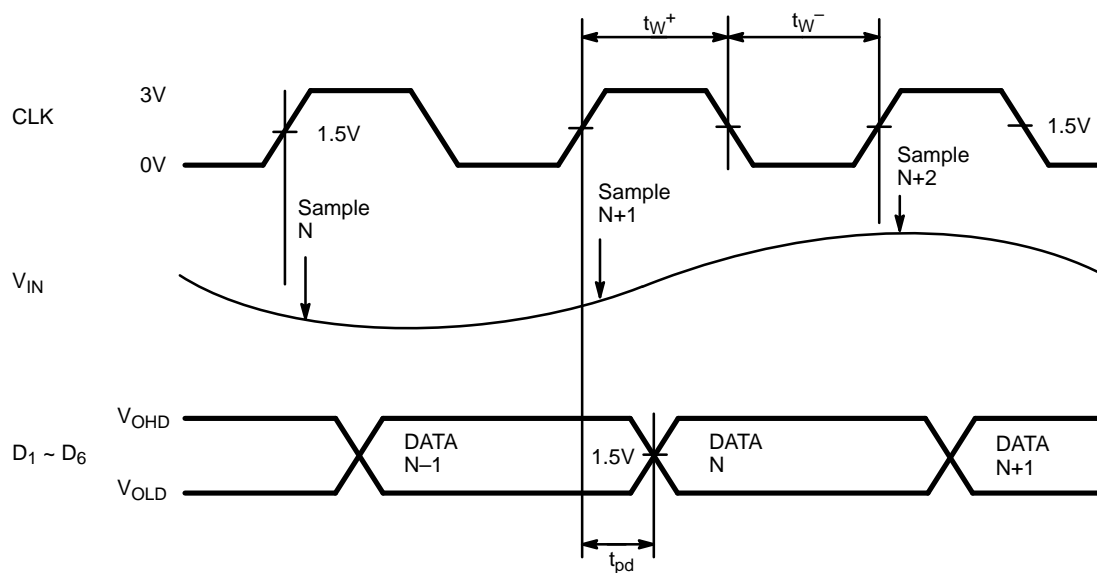 tW+
tW–
CLK
3V
0V
1.5V
1.5V
Sample
N
Sample
N+1
Sample
N+2
VIN
D1 ~ D6
VOHD
VOLD
DATA
N–1
1.5V
DATA
N
DATA
N+1
tpd